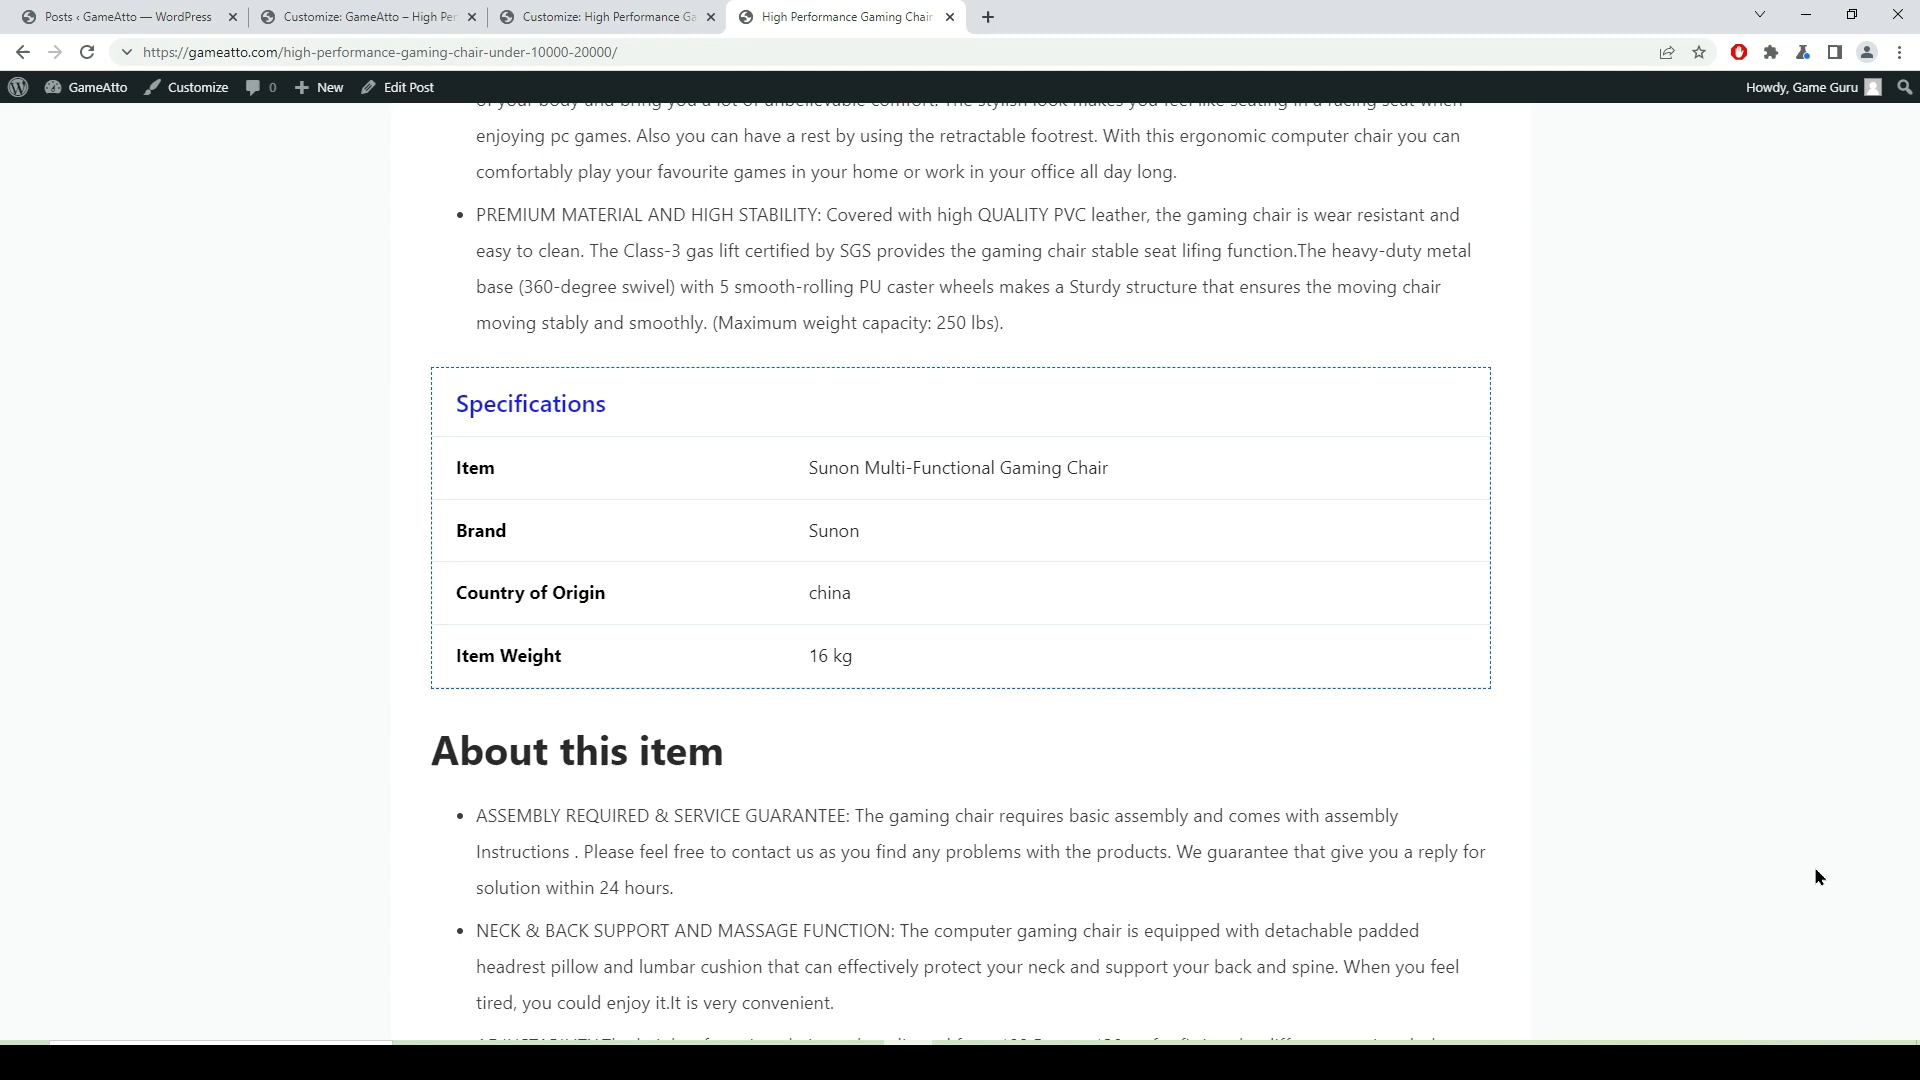 Posts ‹ GameAtto — WordPress
Customize: GameAtto – High Per
Customize: High Performance Ga
High Performance Gaming Chair
https://gameatto.com/high-performance-gaming-chair-under-10000-20000/
GameAtto
Customize
0
New
Edit Post
Howdy, Game Guru
of your body and bring you a lot of unbelievable comfort. The stylish look makes you feel like seating in a racing seat when
enjoying pc games. Also you can have a rest by using the retractable footrest. With this ergonomic computer chair you can
comfortably play your favourite games in your home or work in your office all day long.
• PREMIUM MATERIAL AND HIGH STABILITY: Covered with high QUALITY PVC leather, the gaming chair is wear resistant and
easy to clean. The Class-3 gas lift certified by SGS provides the gaming chair stable seat lifing function.The heavy-duty metal
base (360-degree swivel) with 5 smooth-rolling PU caster wheels makes a Sturdy structure that ensures the moving chair
moving stably and smoothly. (Maximum weight capacity: 250 lbs).
Specifications
Item Sunon Multi-Functional Gaming Chair
Brand Sunon
Country of Origin china
Item Weight 16 kg
About this item
• ASSEMBLY REQUIRED & SERVICE GUARANTEE: The gaming chair requires basic assembly and comes with assembly
Instructions . Please feel free to contact us as you find any problems with the products. We guarantee that give you a reply for
solution within 24 hours.
• NECK & BACK SUPPORT AND MASSAGE FUNCTION: The computer gaming chair is equipped with detachable padded
headrest pillow and lumbar cushion that can effectively protect your neck and support your back and spine. When you feel
tired, you could enjoy it.It is very convenient.